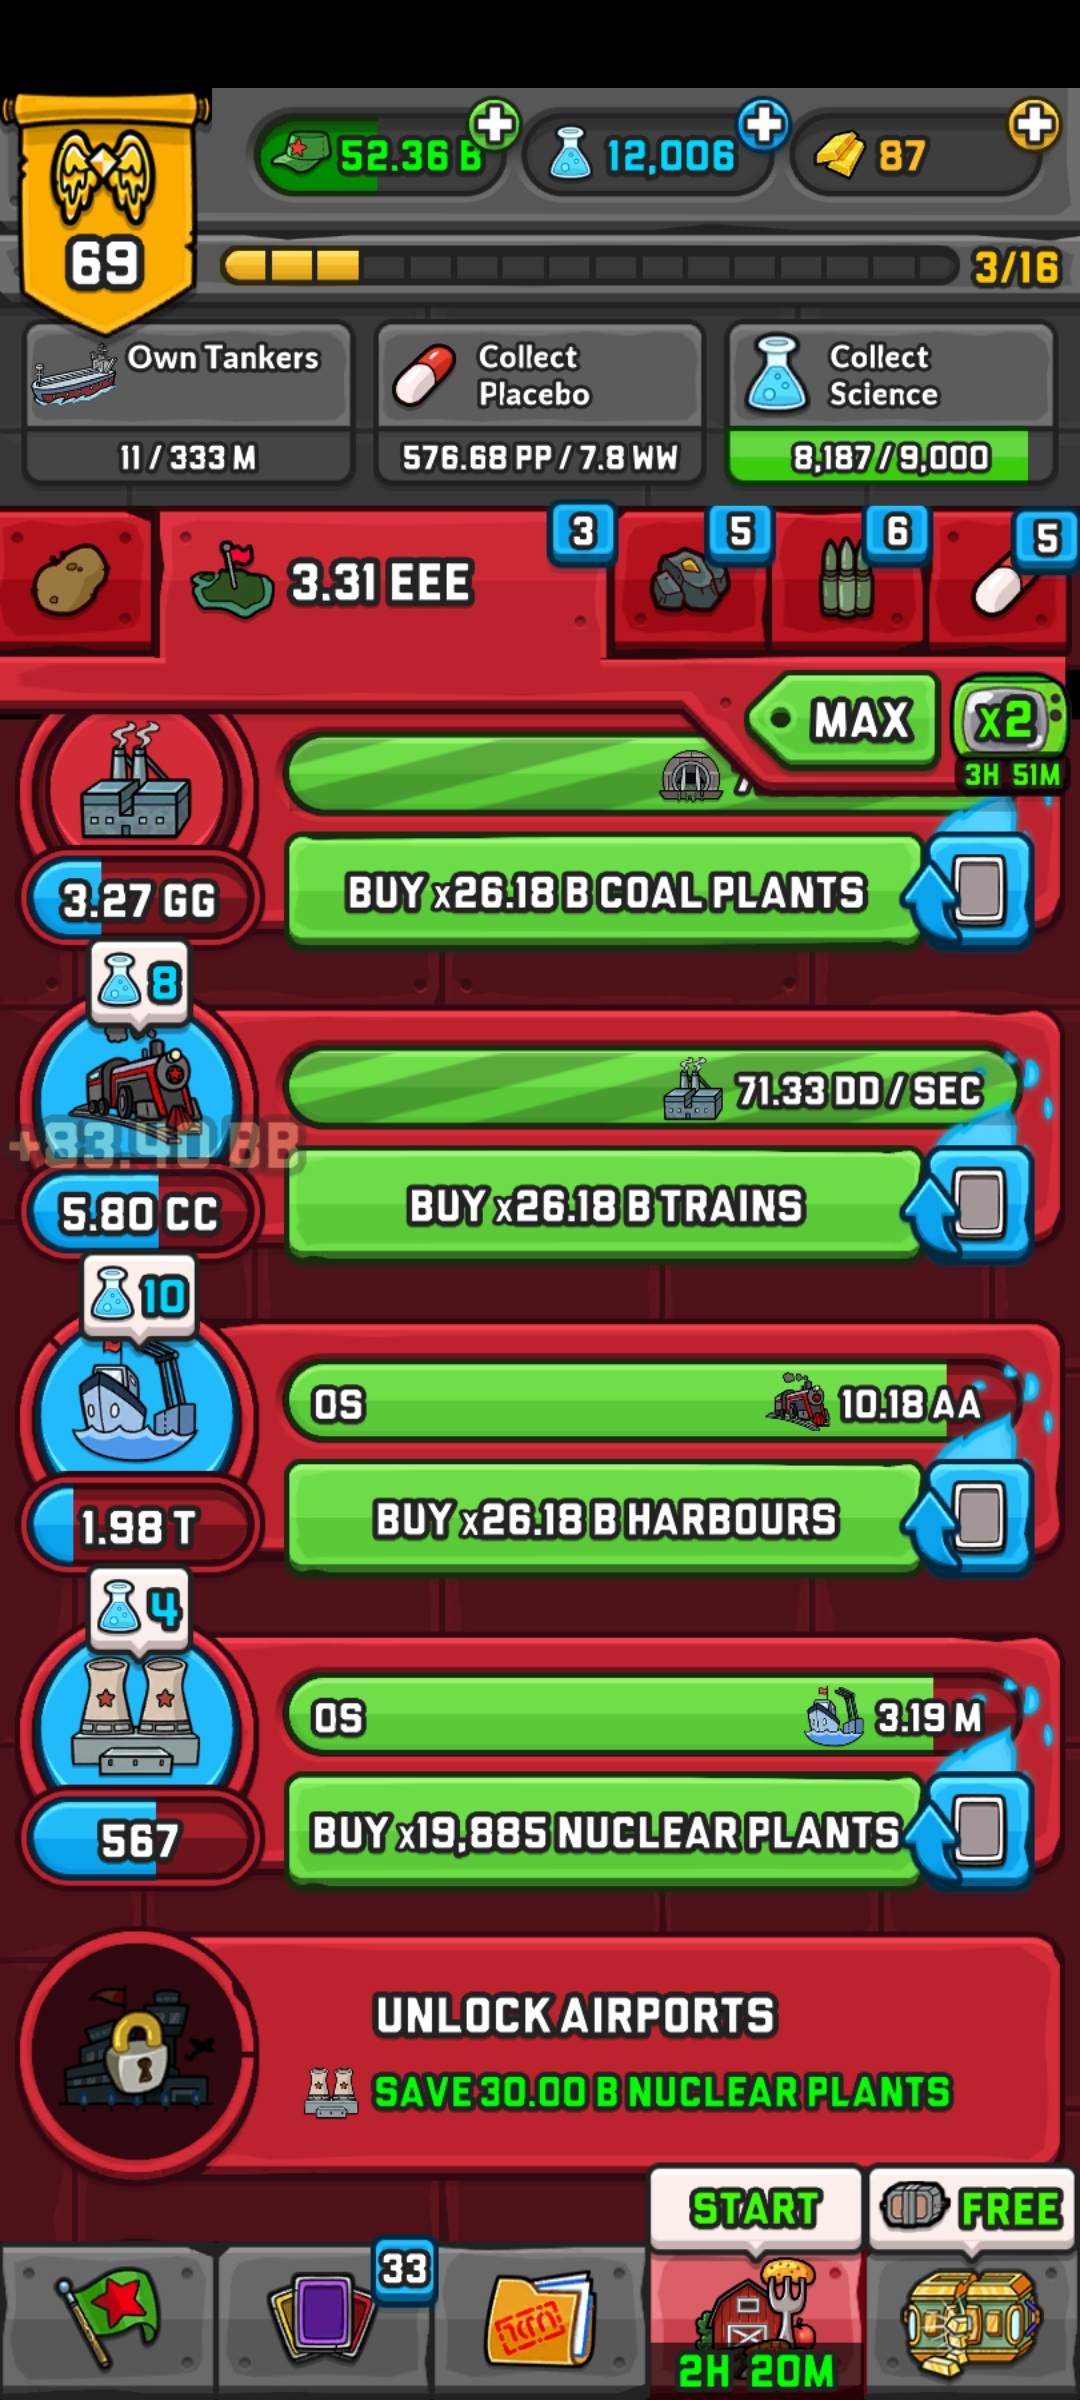 52.36 B
12,006
87
69
3/16
Own Tankers
11 / 333 M
Collect
Placebo
576.68 PP / 7.8 WW
Collect
Science
8,187 / 9,000
3.31 EEE
3
5
6
5
MAX
x2
3H 51M
3.27 GG
BUY x26.18 B COAL PLANTS
8
71.33 DD / SEC
+83.40 BB
5.80 CC
BUY x26.18 B TRAINS
10
0S
10.18 AA
1.98 T
BUY x26.18 B HARBOURS
4
0S
3.19 M
567
BUY x19,885 NUCLEAR PLANTS
UNLOCK AIRPORTS
SAVE 30.00 B NUCLEAR PLANTS
START
FREE
33
2H 20M